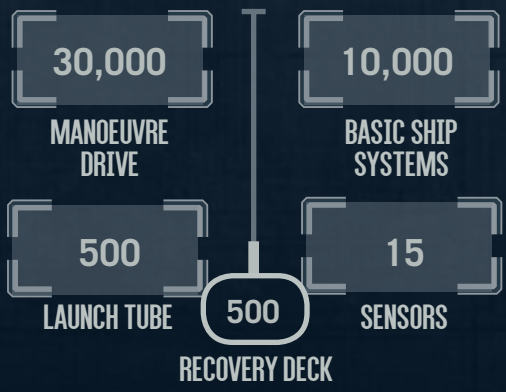 30,000
MANOEUVRE
DRIVE
10,000
BASIC SHIP
SYSTEMS
500
LAUNCH TUBE
15
SENSORS
500
RECOVERY DECK